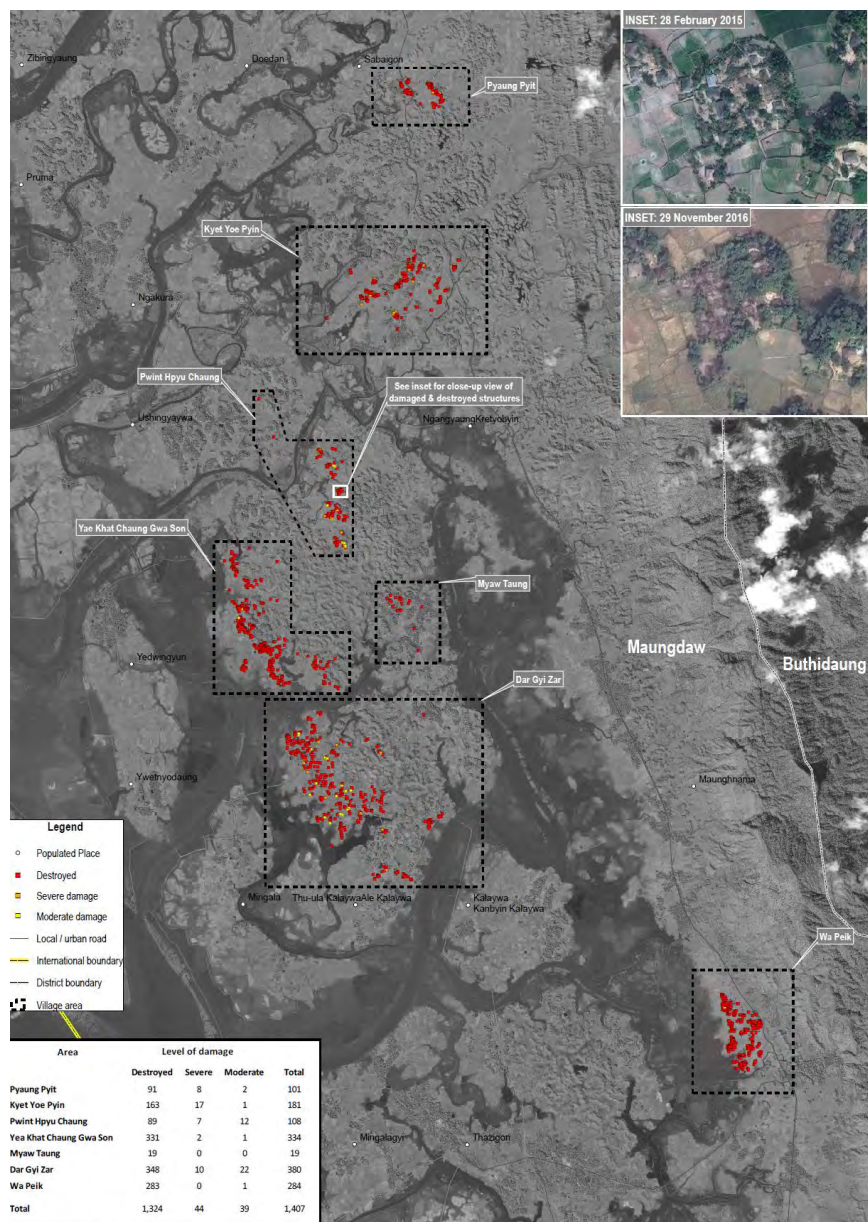 INSET: 28 February 2015
Zibingyaung
Doedan
Sabaigon
Pyaung Pyit
Pruma
INSET: 29 November 2016
Kyet Yoe Pyin
Ngakura
Pwint Hpyu Chaung
See inset for close-up view of
damaged & destroyed structures
Ushingyaywa
NgangyaungKretyobyin
Yae Khat Chaung Gwa Son
Myaw Taung
Maungdaw
Buthidaung
Yedwingyun
Dar Gyi Zar
Ywetnyodaung
Maunghnama
Legend
Populated Place
Destroyed
Severe damage
Moderate damage
Local / urban road
International boundary
District boundary
Village area
Mingala
Thu-ula KalaywaAle Kalaywa
Kalaywa
Kanbyin Kalaywa
Wa Peik
Area Level of damage
Destroyed Severe Moderate Total
Pyaung Pyit 91 8 2 101
Kyet Yoe Pyin 163 17 1 181
Pwint Hpyu Chaung 89 7 12 108
Yea Khat Chaung Gwa Son 331 2 1 334
Myaw Taung 19 0 0 19
Dar Gyi Zar 348 10 22 380
Wa Peik 283 0 1 284
Total 1,324 44 39 1,407
Mingalagyi
Thazigon